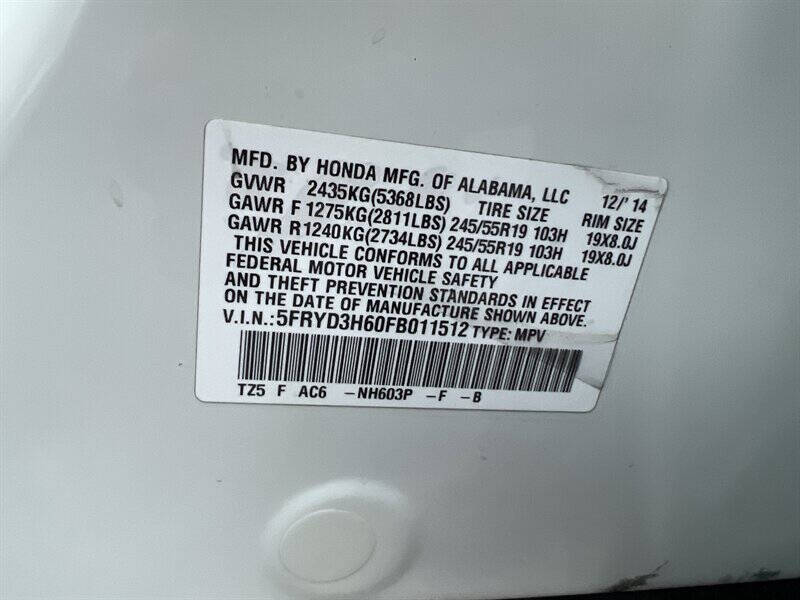 MFD. BY HONDA MFG. OF ALABAMA, LLC 12/' 14
GVWR 2435KG(5368LBS) TIRE SIZE RIM SIZE
GAWR F 1275KG(2811LBS) 245/55R19 103H 19X8.0J
GAWR R1240KG(2734LBS) 245/55R19 103H 19X8.0J
THIS VEHICLE CONFORMS TO ALL APPLICABLE
FEDERAL MOTOR VEHICLE SAFETY
AND THEFT PREVENTION STANDARDS IN EFFECT
ON THE DATE OF MANUFACTURE SHOWN ABOVE.
V.I.N.:5FRYD3H60FB011512 TYPE: MPV
TZ5 F AC6 -NH603P -F -B